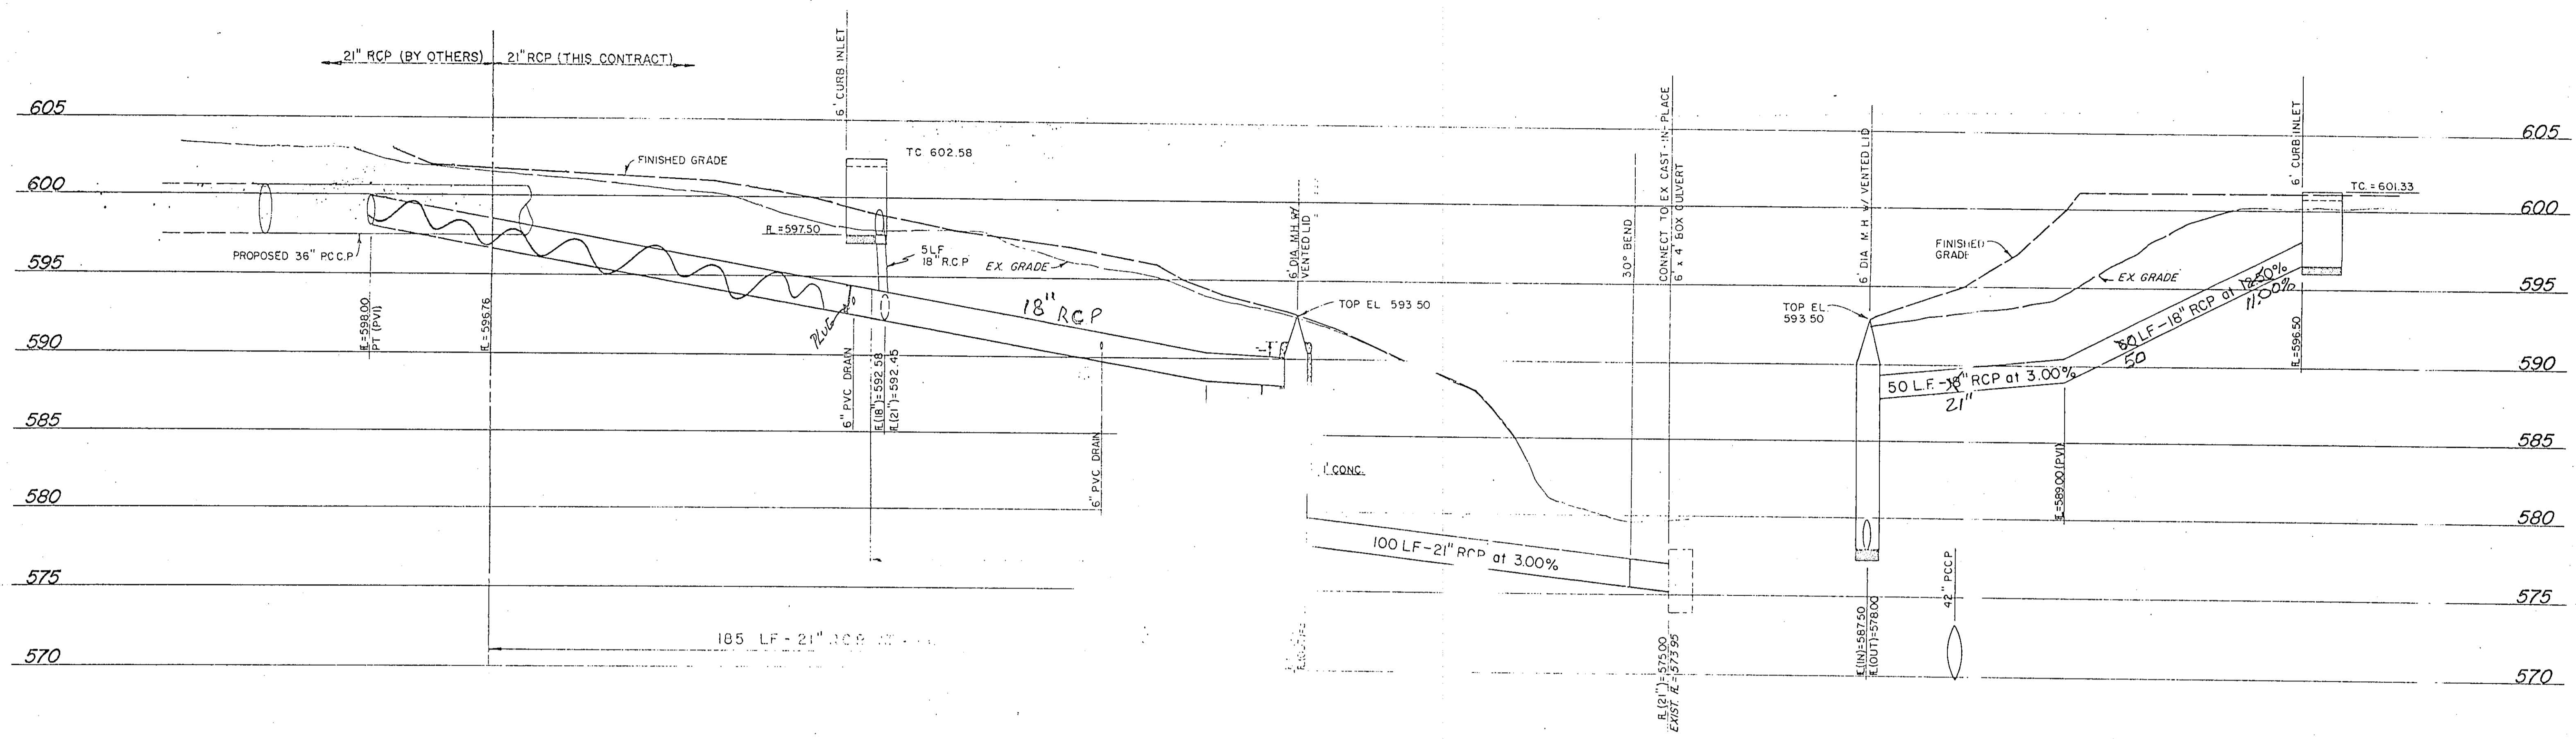 21" RCP (BY OTHERS)
21" RCP (THIS CONTRACT)
6' CURB INLET
605
600
595
590
585
580
575
570
FINISHED GRADE
TC 602.58
FL = 597.50
5 LF
18" R.C.P.
EX. GRADE
PROPOSED 36" P.C.C.P.
FL = 598.00
PT (PVI)
FL = 596.76
PLUG
6" PVC DRAIN
FL (18") = 592.58
FL (21") = 592.45
18"
RCP
6" PVC DRAIN
185 LF - 21" RCP
6' DIA. M.H. W/
VENTED LID
TOP EL 593.50
1' CONC.
100 LF - 21" RCP at 3.00%
30° BEND
CONNECT TO EX CAST-IN-PLACE
6' x 4' BOX CULVERT
FL (21") = 575.00
EXIST. FL = 573.95
6' DIA. M.H. W/ VENTED LID
TOP EL.
593.50
FL (IN) = 587.50
FL (OUT) = 578.00
42" PCCP
50 L.F. - 18" RCP at 3.00%
21"
FL = 589.00 (PVI)
FINISHED
GRADE
EX. GRADE
60 LF - 18" RCP at 12.50%
50
11.00%
6' CURB INLET
TC. = 601.33
FL = 596.50
605
600
595
590
585
580
575
570